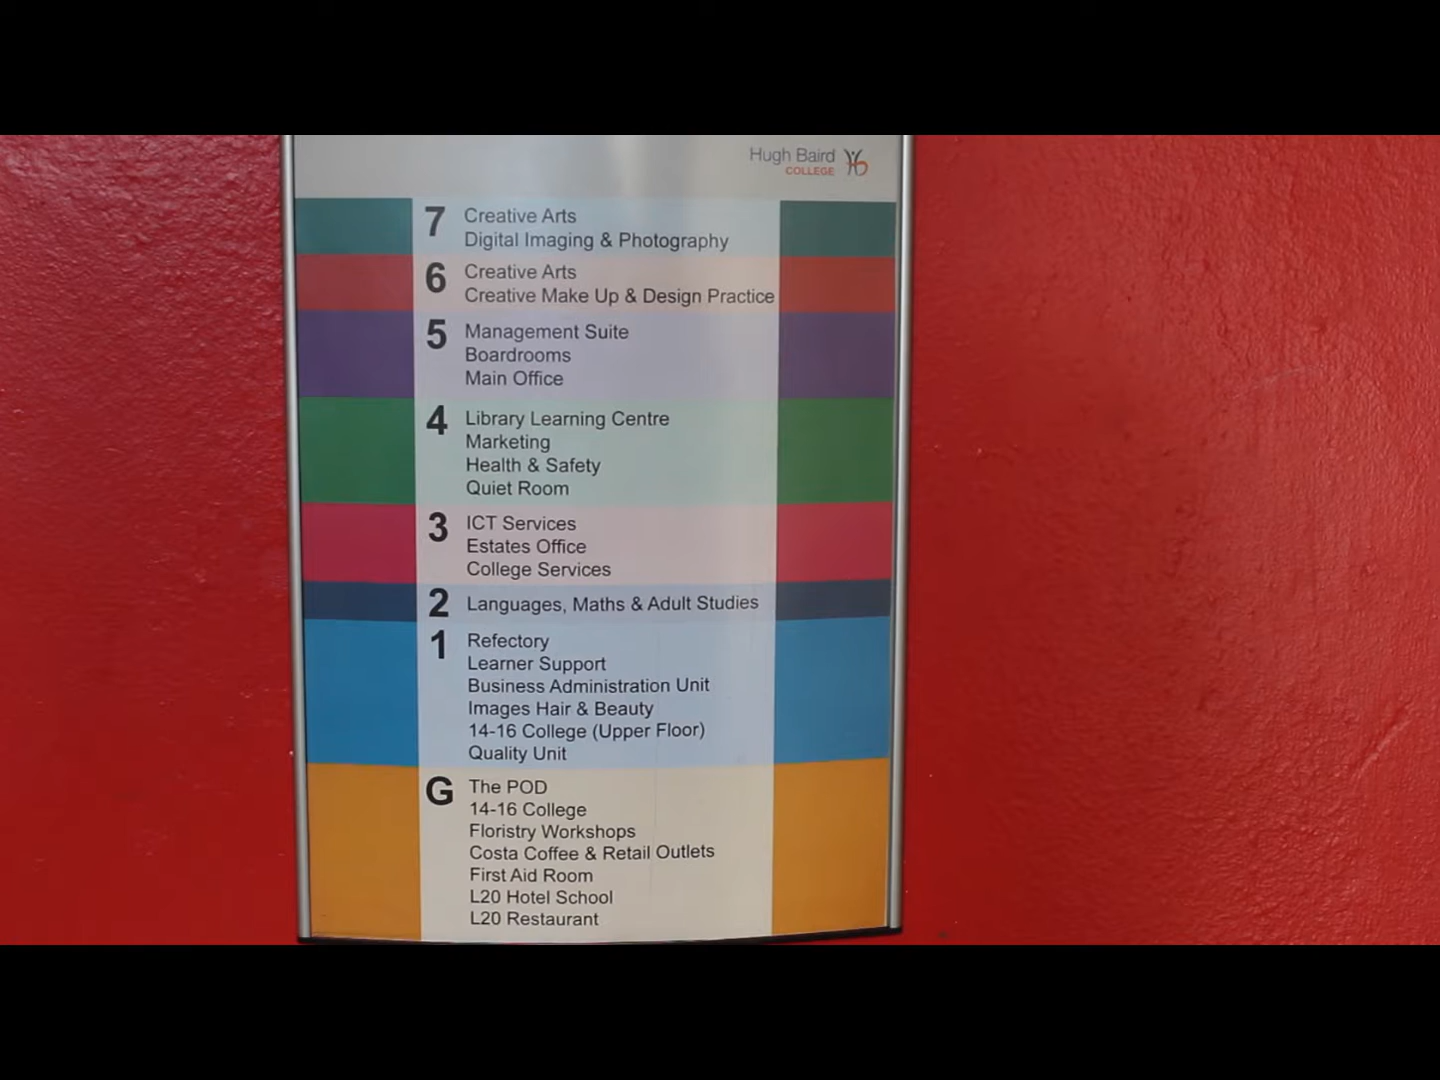 Hugh Baird
COLLEGE
7 Creative Arts
Digital Imaging & Photography
6 Creative Arts
Creative Make Up & Design Practice
5 Management Suite
Boardrooms
Main Office
4 Library Learning Centre
Marketing
Health & Safety
Quiet Room
3 ICT Services
Estates Office
College Services
2 Languages, Maths & Adult Studies
1 Refectory
Learner Support
Business Administration Unit
Images Hair & Beauty
14-16 College (Upper Floor)
Quality Unit
G The POD
14-16 College
Floristry Workshops
Costa Coffee & Retail Outlets
First Aid Room
L20 Hotel School
L20 Restaurant